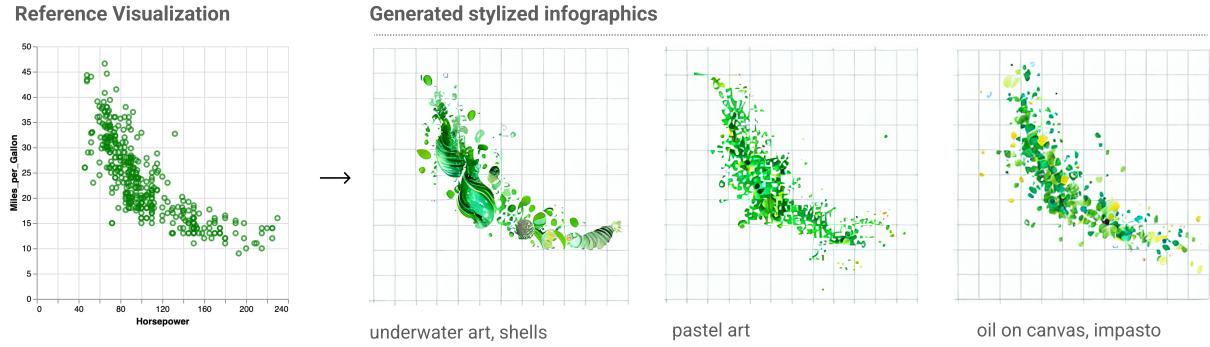 Reference Visualization
Generated stylized infographics
50
45
40
35
30
25
20
15
10
5
0
Miles_per_Gallon
0 40 80 120 160 200 240
Horsepower
underwater art, shells
pastel art
oil on canvas, impasto